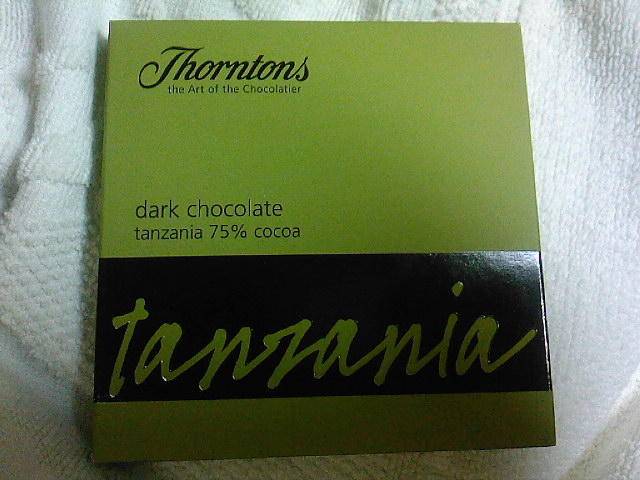 Thorntons
the Art of the Chocolatier
dark chocolate
tanzania 75% cocoa
tanzania